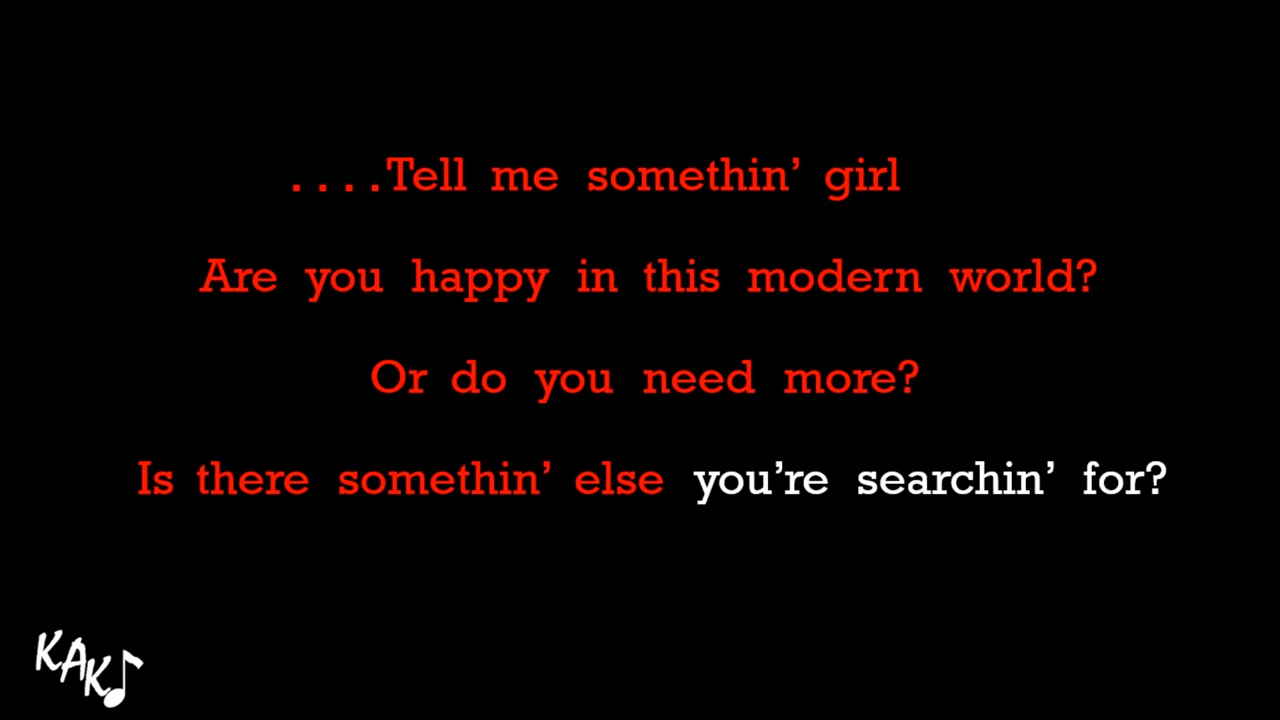 . . . .Tell me somethin’ girl
Are you happy in this modern world?
Or do you need more?
Is there somethin’ else you’re searchin’ for?
KAK